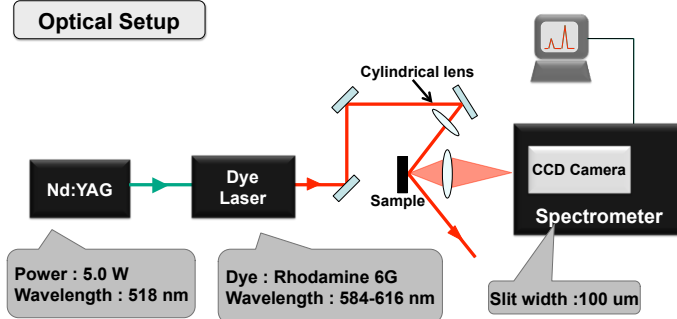 Optical Setup
Cylindrical lens
Nd:YAG
Dye
Laser
Sample
CCD Camera
Spectrometer
Power : 5.0 W
Wavelength : 518 nm
Dye : Rhodamine 6G
Wavelength : 584-616 nm
Slit width :100 um